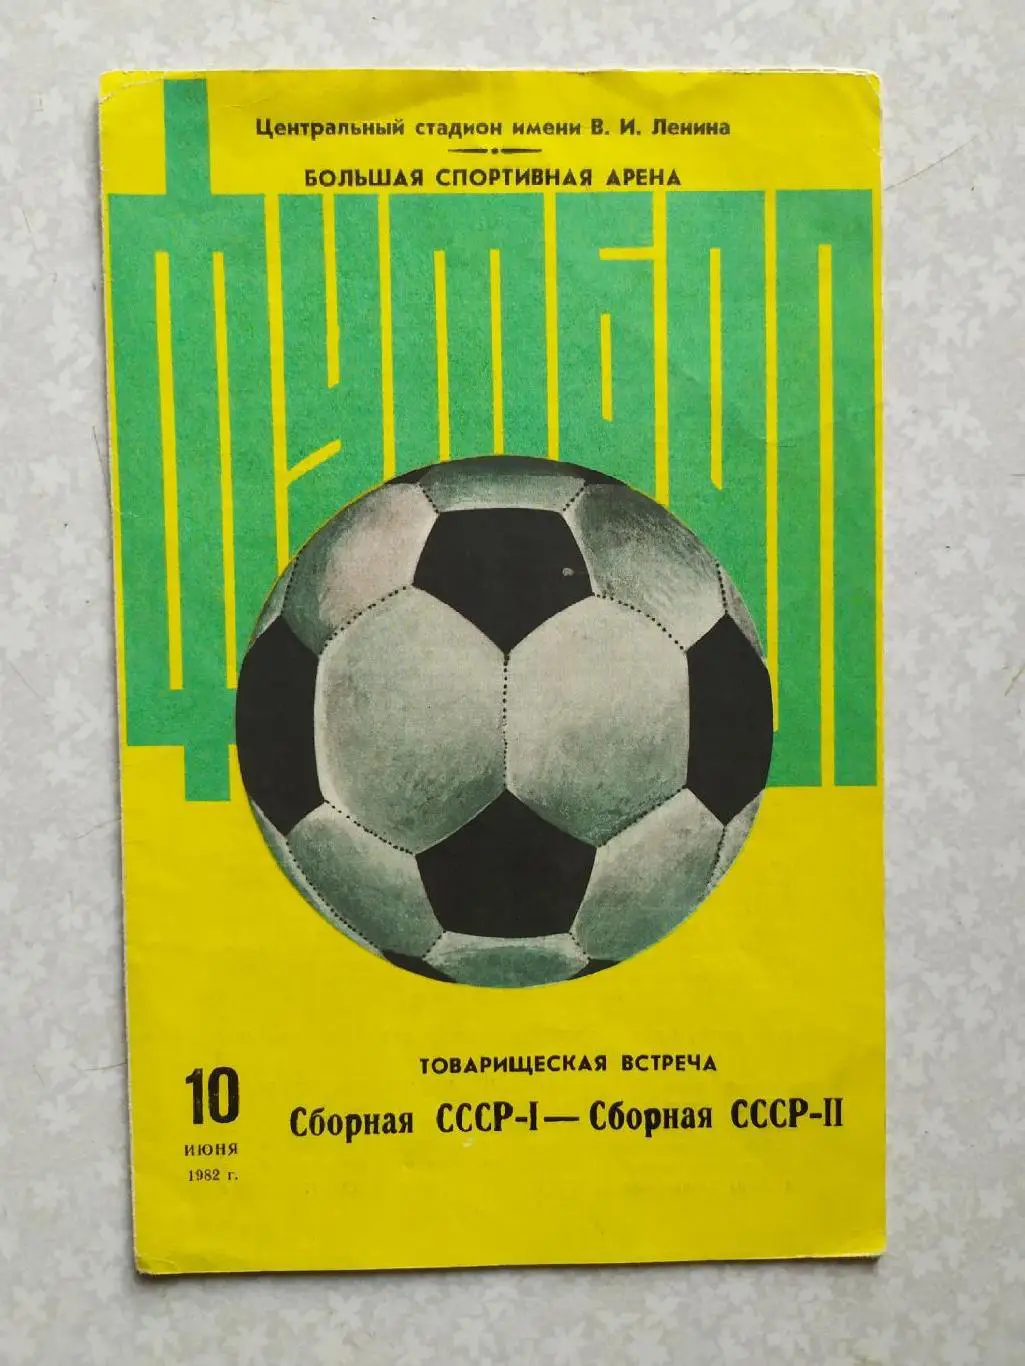 Центральный стадион имени В. И. Ленина
БОЛЬШАЯ СПОРТИВНАЯ АРЕНА
ФУТБОЛ
ТОВАРИЩЕСКАЯ ВСТРЕЧА
10
ИЮНЯ
1982 г.
Сборная СССР-I — Сборная СССР-II